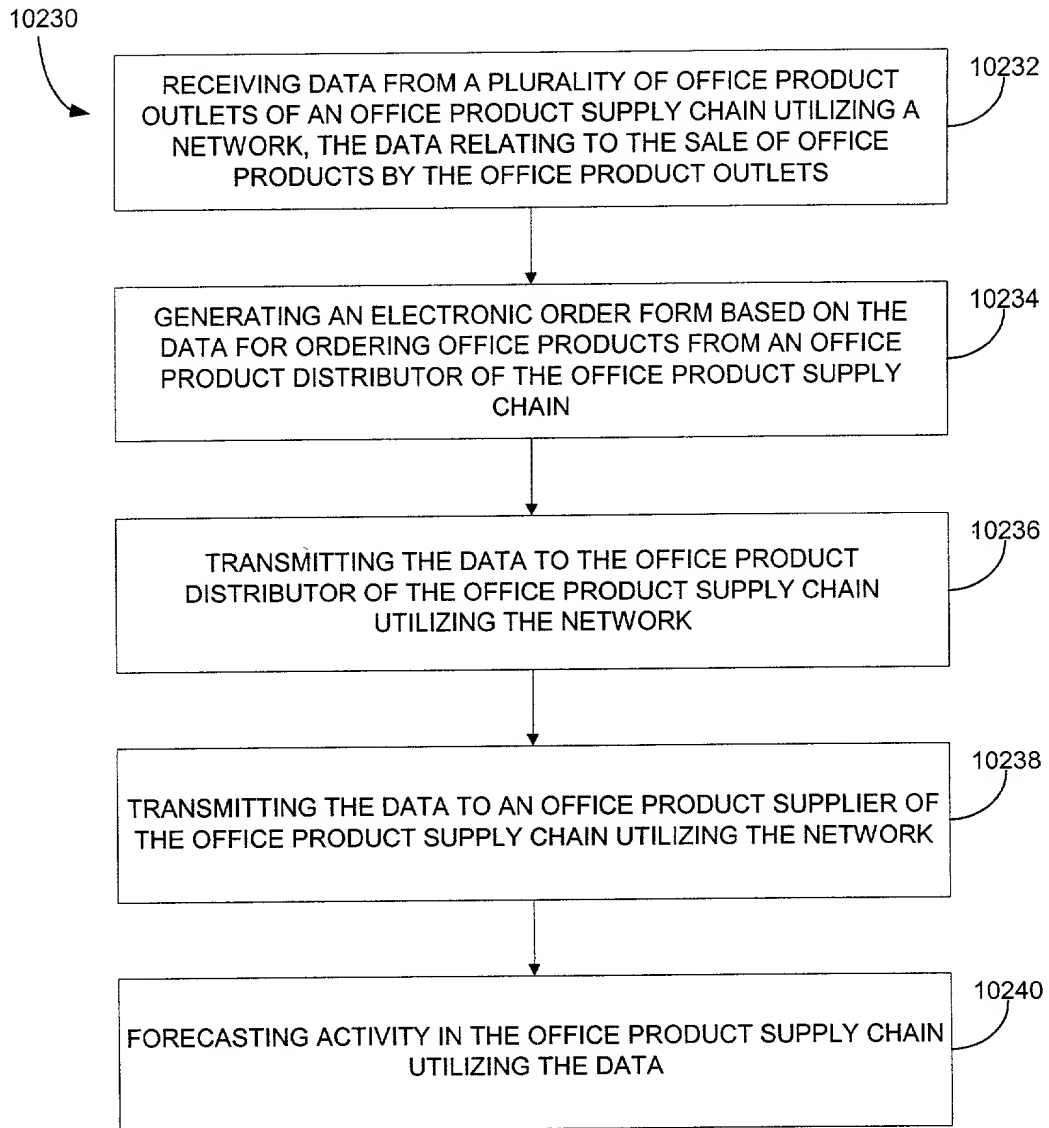 10230
RECEIVING DATA FROM A PLURALITY OF OFFICE PRODUCT
OUTLETS OF AN OFFICE PRODUCT SUPPLY CHAIN UTILIZING A
NETWORK, THE DATA RELATING TO THE SALE OF OFFICE
PRODUCTS BY THE OFFICE PRODUCT OUTLETS
10232
GENERATING AN ELECTRONIC ORDER FORM BASED ON THE
DATA FOR ORDERING OFFICE PRODUCTS FROM AN OFFICE
PRODUCT DISTRIBUTOR OF THE OFFICE PRODUCT SUPPLY
CHAIN
10234
TRANSMITTING THE DATA TO THE OFFICE PRODUCT
DISTRIBUTOR OF THE OFFICE PRODUCT SUPPLY CHAIN
UTILIZING THE NETWORK
10236
TRANSMITTING THE DATA TO AN OFFICE PRODUCT SUPPLIER OF
THE OFFICE PRODUCT SUPPLY CHAIN UTILIZING THE NETWORK
10238
FORECASTING ACTIVITY IN THE OFFICE PRODUCT SUPPLY CHAIN
UTILIZING THE DATA
10240